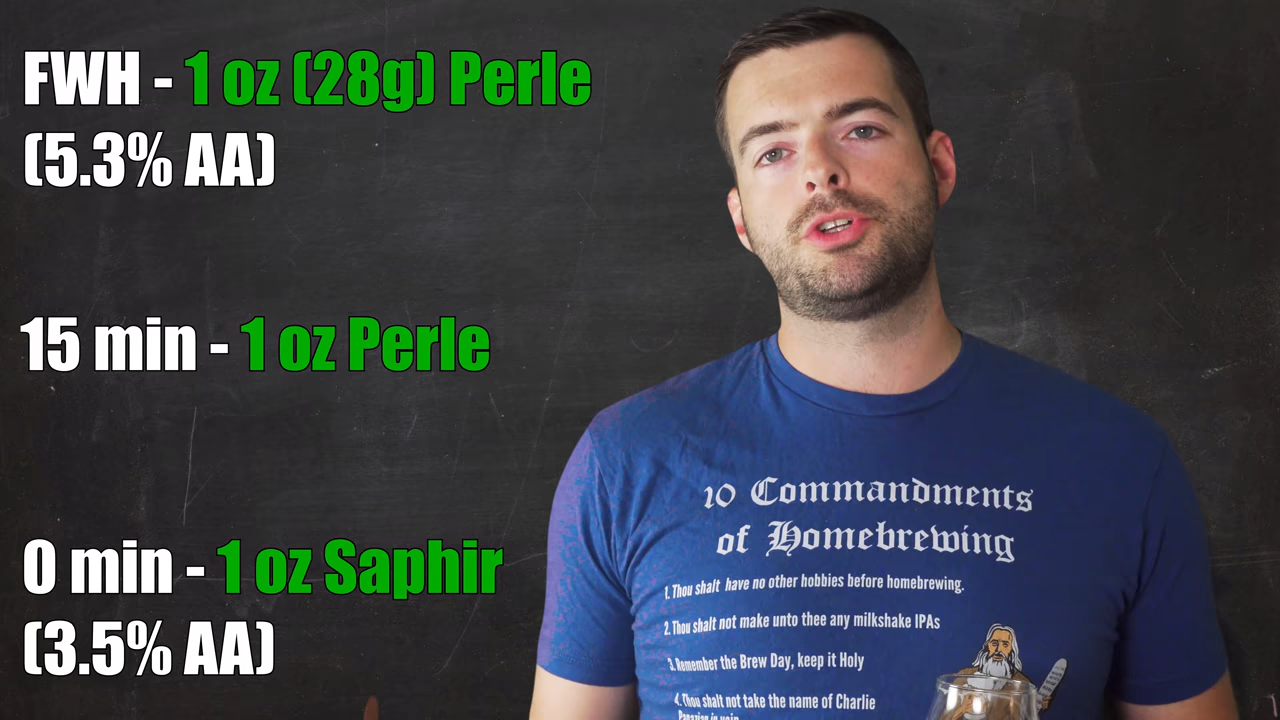 FWH - 1 oz (28g) Perle
(5.3% AA)
15 min - 1 oz Perle
0 min - 1 oz Saphir
(3.5% AA)
10 Commandments
of Homebrewing
1. Thou shalt have no other hobbies before homebrewing.
2. Thou shalt not make unto thee any milkshake IPAs
3. Remember the Brew Day, keep it Holy
4. Thou shalt not take the name of Charlie
Papazian in vain